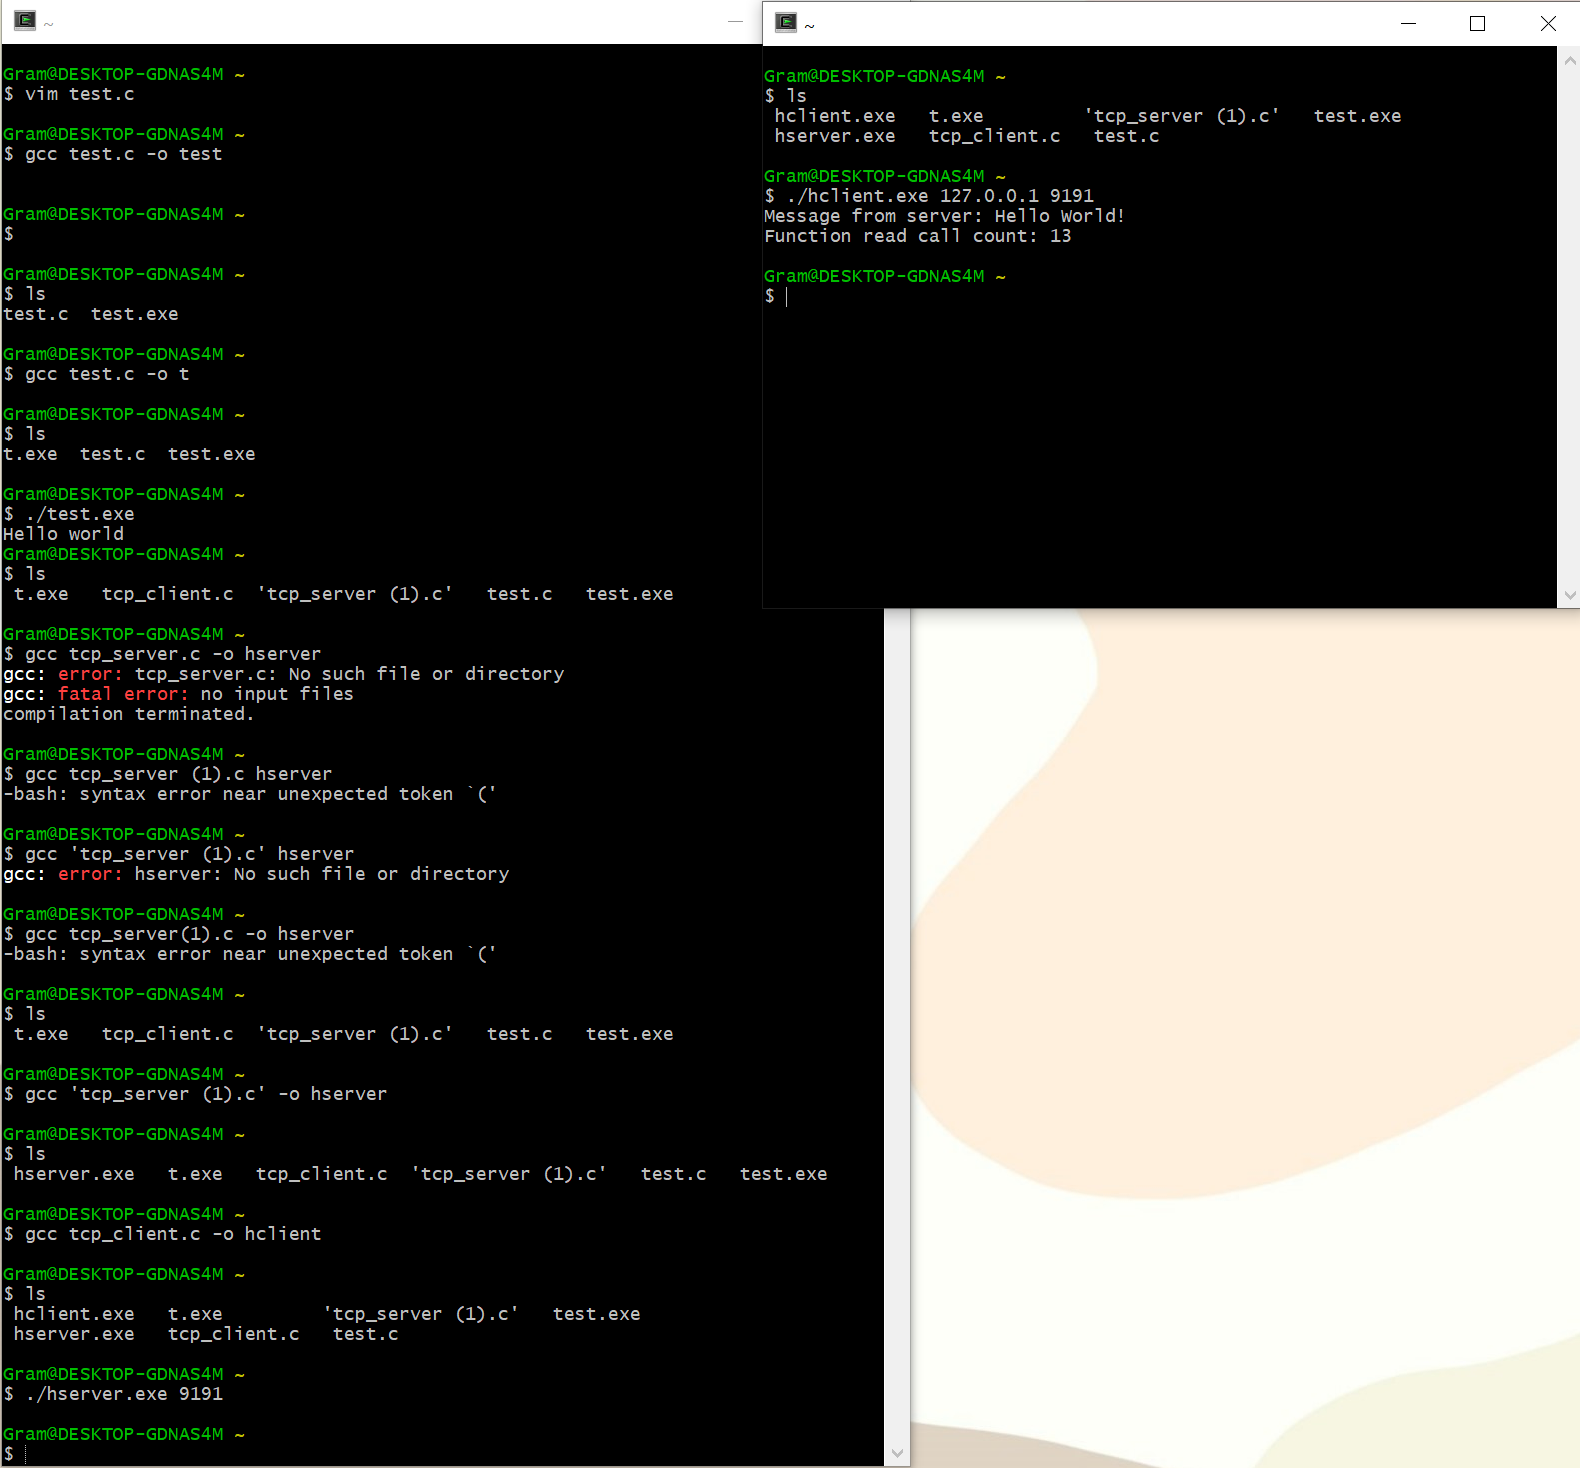 ~
Gram@DESKTOP-GDNAS4M ~
$ vim test.c
Gram@DESKTOP-GDNAS4M ~
$ gcc test.c -o test
Gram@DESKTOP-GDNAS4M ~
$
Gram@DESKTOP-GDNAS4M ~
$ ls
test.c  test.exe
Gram@DESKTOP-GDNAS4M ~
$ gcc test.c -o t
Gram@DESKTOP-GDNAS4M ~
$ ls
t.exe  test.c  test.exe
Gram@DESKTOP-GDNAS4M ~
$ ./test.exe
Hello world
Gram@DESKTOP-GDNAS4M ~
$ ls
t.exe   tcp_client.c  'tcp_server (1).c'   test.c   test.exe
Gram@DESKTOP-GDNAS4M ~
$ gcc tcp_server.c -o hserver
gcc: error: tcp_server.c: No such file or directory
gcc: fatal error: no input files
compilation terminated.
Gram@DESKTOP-GDNAS4M ~
$ gcc tcp_server (1).c hserver
-bash: syntax error near unexpected token `('
Gram@DESKTOP-GDNAS4M ~
$ gcc 'tcp_server (1).c' hserver
gcc: error: hserver: No such file or directory
Gram@DESKTOP-GDNAS4M ~
$ gcc tcp_server(1).c -o hserver
-bash: syntax error near unexpected token `('
Gram@DESKTOP-GDNAS4M ~
$ ls
t.exe   tcp_client.c  'tcp_server (1).c'   test.c   test.exe
Gram@DESKTOP-GDNAS4M ~
$ gcc 'tcp_server (1).c' -o hserver
Gram@DESKTOP-GDNAS4M ~
$ ls
hserver.exe   t.exe   tcp_client.c  'tcp_server (1).c'   test.c   test.exe
Gram@DESKTOP-GDNAS4M ~
$ gcc tcp_client.c -o hclient
Gram@DESKTOP-GDNAS4M ~
$ ls
hclient.exe   t.exe         'tcp_server (1).c'   test.exe
hserver.exe   tcp_client.c   test.c
Gram@DESKTOP-GDNAS4M ~
$ ./hserver.exe 9191
Gram@DESKTOP-GDNAS4M ~
$
~
Gram@DESKTOP-GDNAS4M ~
$ ls
hclient.exe   t.exe         'tcp_server (1).c'   test.exe
hserver.exe   tcp_client.c   test.c
Gram@DESKTOP-GDNAS4M ~
$ ./hclient.exe 127.0.0.1 9191
Message from server: Hello World!
Function read call count: 13
Gram@DESKTOP-GDNAS4M ~
$